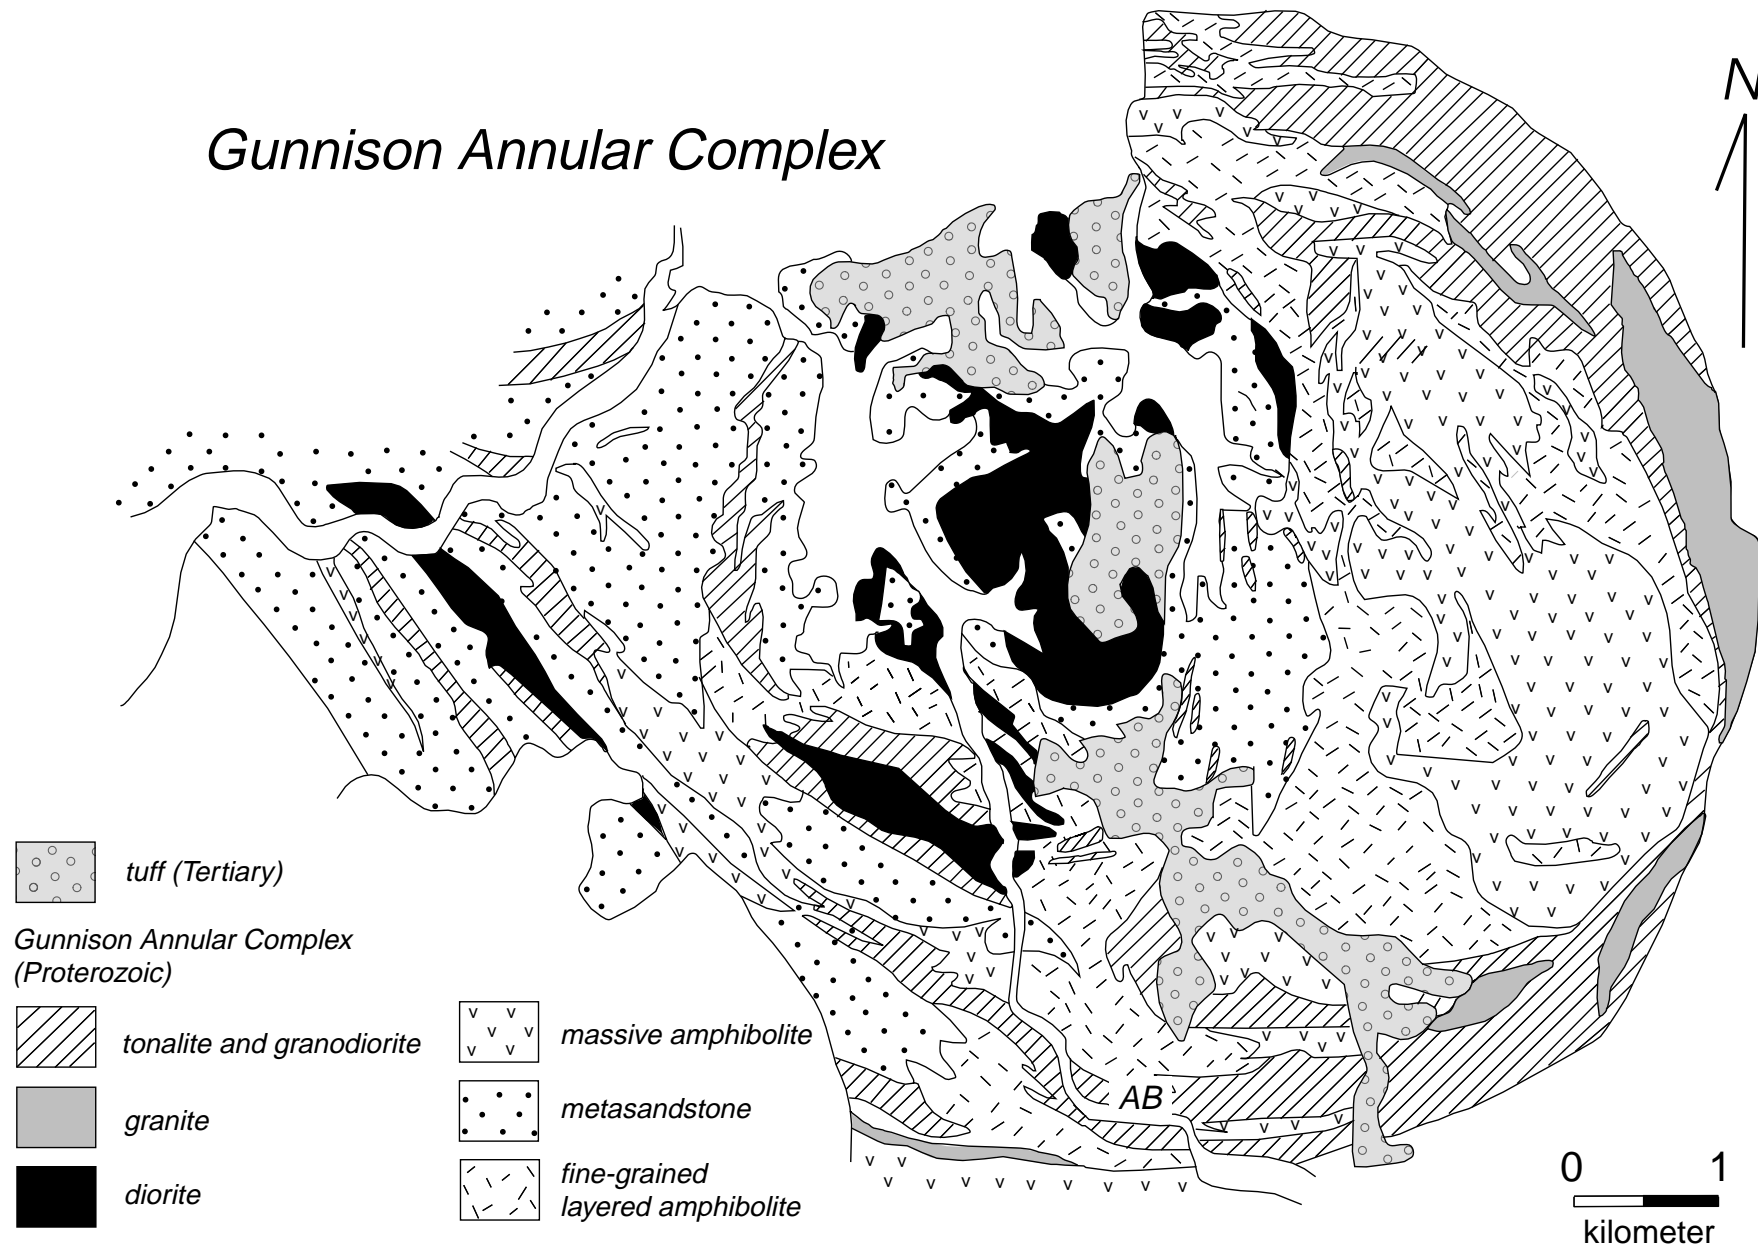 Gunnison Annular Complex
N
tuff (Tertiary)
Gunnison Annular Complex
(Proterozoic)
tonalite and granodiorite
granite
diorite
massive amphibolite
metasandstone
fine-grained
layered amphibolite
AB
0 1
kilometer